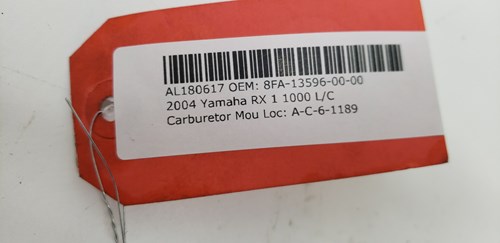 AL180617 OEM: 8FA-13596-00-00
2004 Yamaha RX 1 1000 L/C
Carburetor Mou Loc: A-C-6-1189